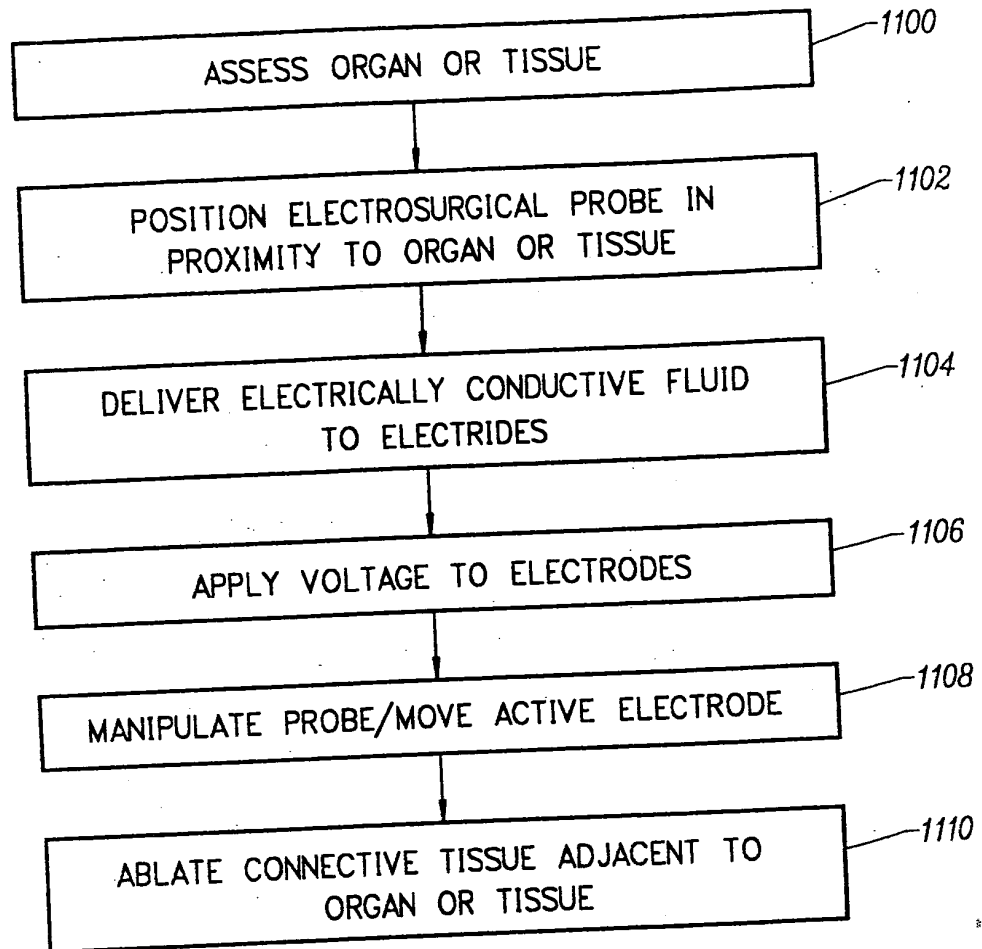 ASSESS ORGAN OR TISSUE
1100
POSITION ELECTROSURGICAL PROBE IN
PROXIMITY TO ORGAN OR TISSUE
1102
DELIVER ELECTRICALLY CONDUCTIVE FLUID
TO ELECTRIDES
1104
APPLY VOLTAGE TO ELECTRODES
1106
MANIPULATE PROBE/MOVE ACTIVE ELECTRODE
1108
ABLATE CONNECTIVE TISSUE ADJACENT TO
ORGAN OR TISSUE
1110